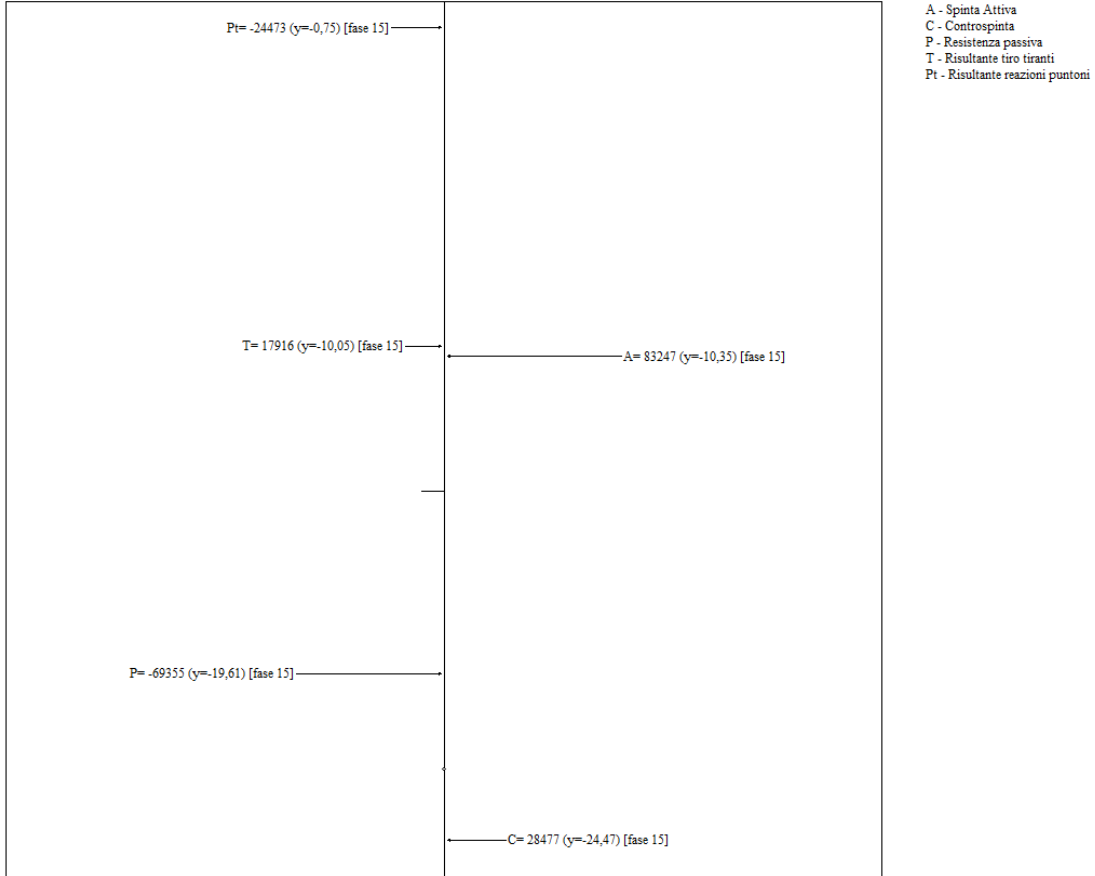 Pt= -24473 (y=-0,75) [fase 15]
T= 17916 (y=-10,05) [fase 15]
A= 83247 (y=-10,35) [fase 15]
P= -69355 (y=-19,61) [fase 15]
C= 28477 (y=-24,47) [fase 15]
A - Spinta Attiva
C - Controspinta
P - Resistenza passiva
T - Risultante tiro tiranti
Pt - Risultante reazioni puntoni